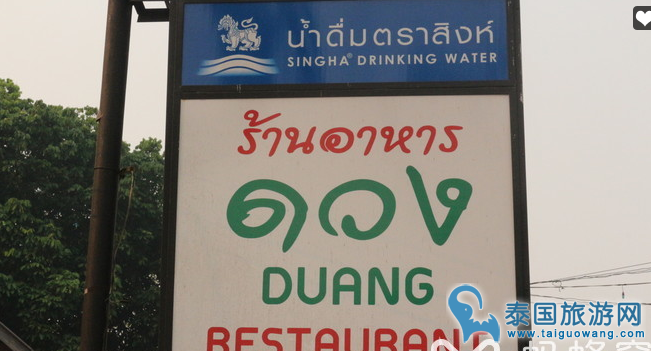 น้ำดื่มตราสิงห์
SINGHA® DRINKING WATER
ร้านอาหาร
ดวง
DUANG
RESTAURANT
泰国旅游网
www.taiguowang.com